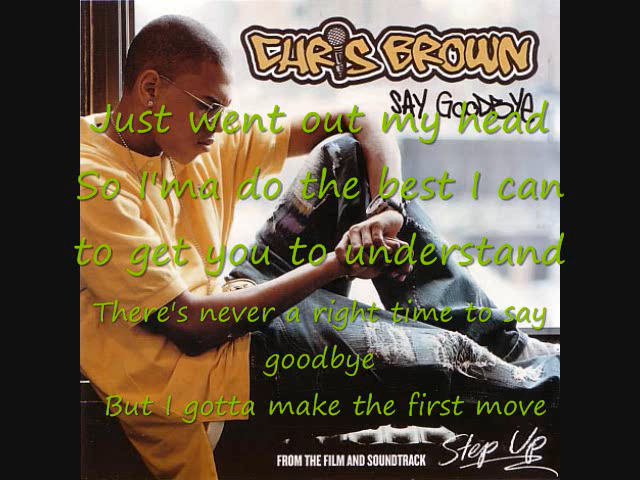 CHRIS BROWN
SAY GOODBYE
Just went out my head
So I'ma do the best I can
to get you to understand
There's never a right time to say
goodbye
But I gotta make the first move
FROM THE FILM AND SOUNDTRACK Step Up